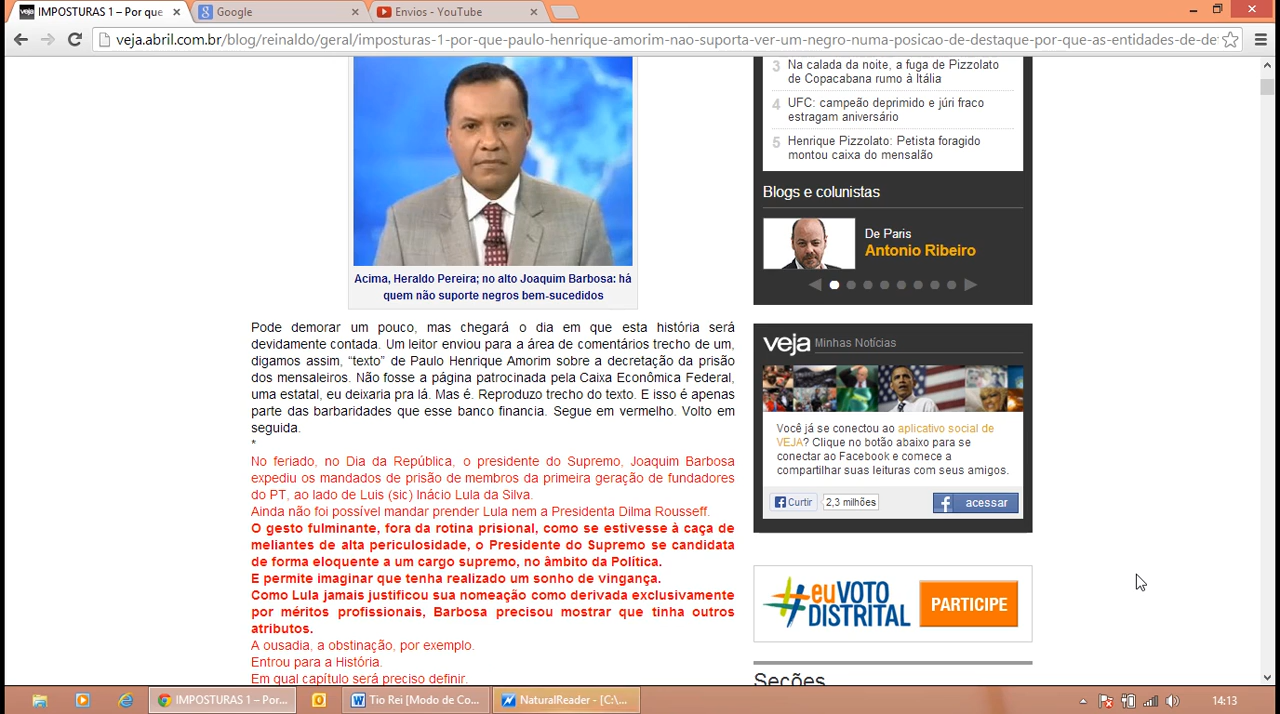 IMPOSTURAS 1 – Por que
Google
Envios - YouTube
veja.abril.com.br/blog/reinaldo/geral/imposturas-1-por-que-paulo-henrique-amorim-nao-suporta-ver-um-negro-numa-posicao-de-destaque-por-que-as-entidades-de-de
Acima, Heraldo Pereira; no alto Joaquim Barbosa: há
quem não suporte negros bem-sucedidos
Pode demorar um pouco, mas chegará o dia em que esta história será
devidamente contada. Um leitor enviou para a área de comentários trecho de um,
digamos assim, “texto” de Paulo Henrique Amorim sobre a decretação da prisão
dos mensaleiros. Não fosse a página patrocinada pela Caixa Econômica Federal,
uma estatal, eu deixaria pra lá. Mas é. Reproduzo trecho do texto. E isso é apenas
parte das barbaridades que esse banco financia. Segue em vermelho. Volto em
seguida.
*
No feriado, no Dia da República, o presidente do Supremo, Joaquim Barbosa
expediu os mandados de prisão de membros da primeira geração de fundadores
do PT, ao lado de Luis (sic) Inácio Lula da Silva.
Ainda não foi possível mandar prender Lula nem a Presidenta Dilma Rousseff.
O gesto fulminante, fora da rotina prisional, como se estivesse à caça de
meliantes de alta periculosidade, o Presidente do Supremo se candidata
de forma eloquente a um cargo supremo, no âmbito da Política.
E permite imaginar que tenha realizado um sonho de vingança.
Como Lula jamais justificou sua nomeação como derivada exclusivamente
por méritos profissionais, Barbosa precisou mostrar que tinha outros
atributos.
A ousadia, a obstinação, por exemplo.
Entrou para a História.
Em qual capítulo será preciso definir.
3 Na calada da noite, a fuga de Pizzolato
de Copacabana rumo à Itália
4 UFC: campeão deprimido e júri fraco
estragam aniversário
5 Henrique Pizzolato: Petista foragido
montou caixa do mensalão
Blogs e colunistas
De Paris
Antonio Ribeiro
veja Minhas Notícias
Você já se conectou ao aplicativo social de
VEJA? Clique no botão abaixo para se
conectar ao Facebook e comece a
compartilhar suas leituras com seus amigos.
Curtir 2,3 milhões acessar
#euVOTO
DISTRITAL PARTICIPE
Seções
IMPOSTURAS 1 – Por...
Tio Rei [Modo de Co...
NaturalReader - [C:\...
14:13